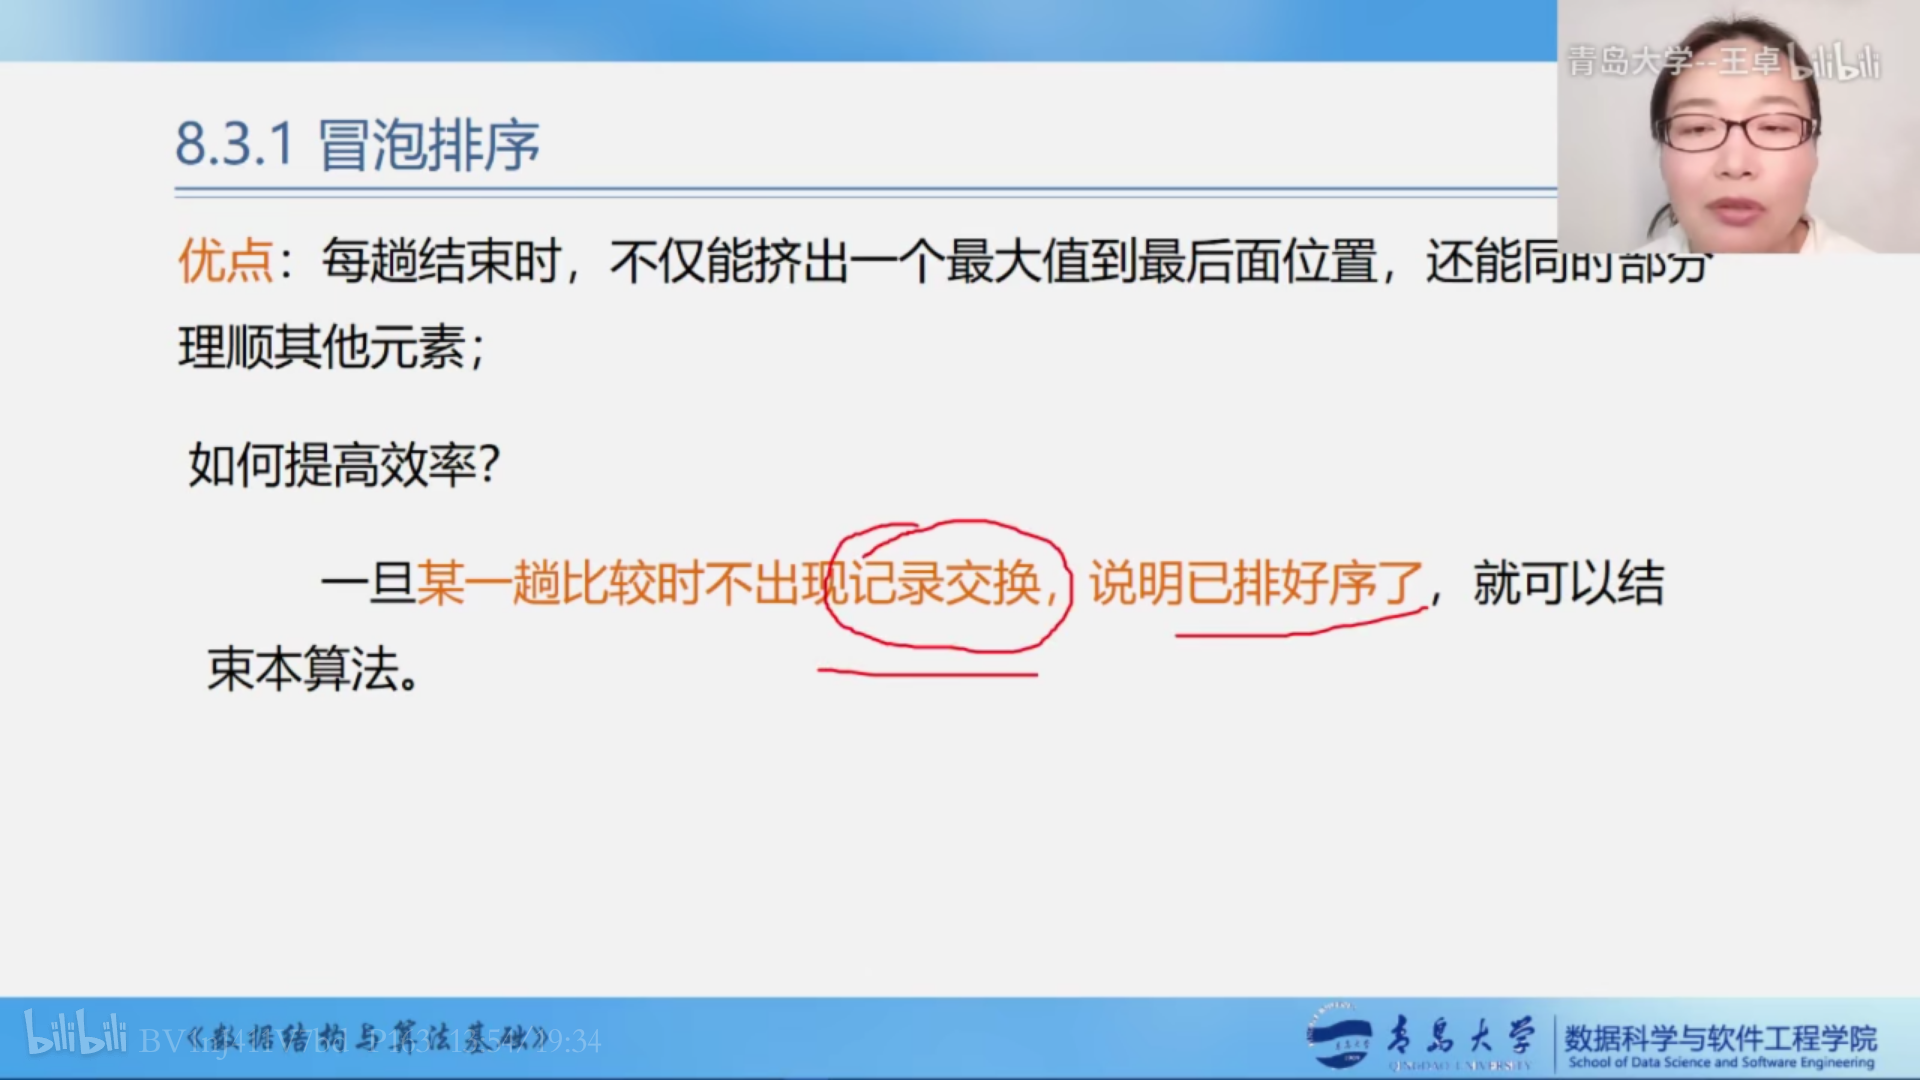 青岛大学--王卓 bilibili
8.3.1 冒泡排序
优点：每趟结束时，不仅能挤出一个最大值到最后面位置，还能同时部分
理顺其他元素；
如何提高效率？
一旦某一趟比较时不出现记录交换，说明已排好序了，就可以结
束本算法。
bilibili
《数据结构与算法基础》
青岛大学
QINGDAO UNIVERSITY
数据科学与软件工程学院
School of Data Science and Software Engineering